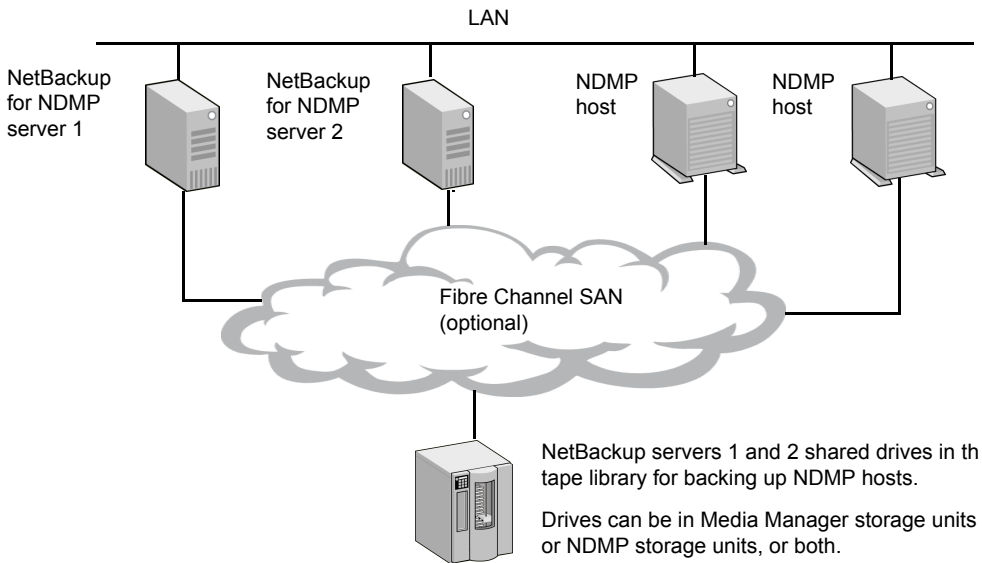 LAN
NetBackup
for NDMP
server 1
NetBackup
for NDMP
server 2
NDMP
host
NDMP
host
Fibre Channel SAN
(optional)
NetBackup servers 1 and 2 shared drives in th
tape library for backing up NDMP hosts.
Drives can be in Media Manager storage units
or NDMP storage units, or both.